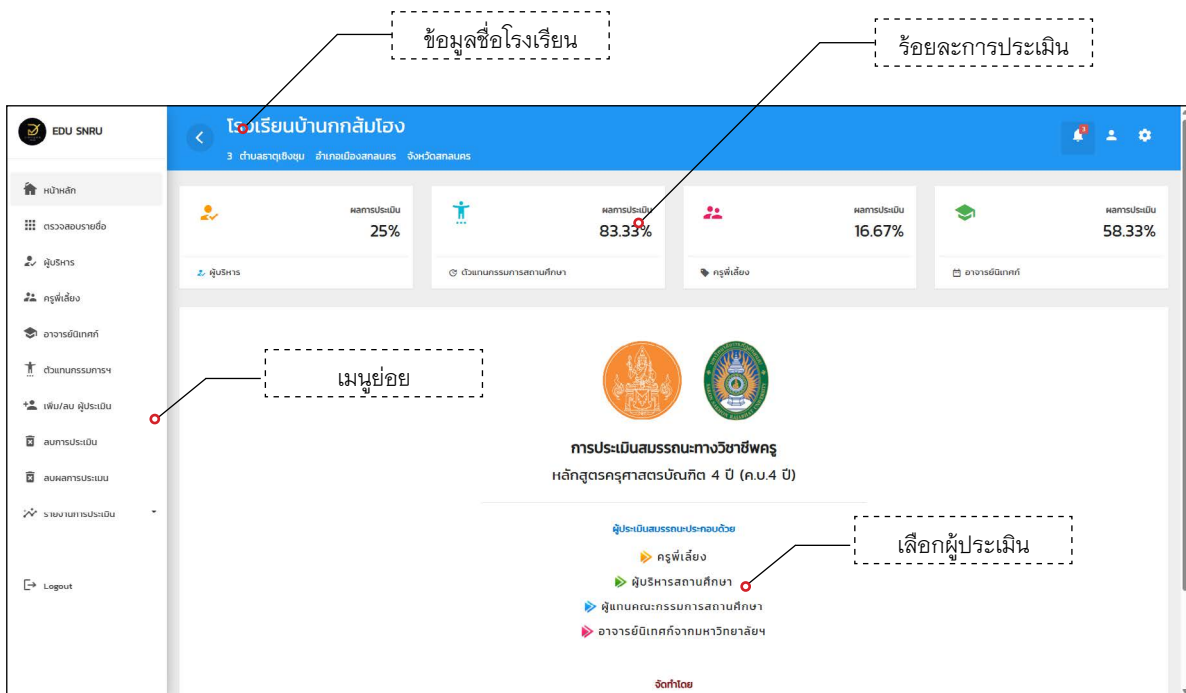 ข้อมูลชื่อโรงเรียน
ร้อยละการประเมิน
EDU SNRU
โรงเรียนบ้านกกส้มโฮง
3 ตำบลธาตุเชิงชุม อำเภอเมืองสกลนคร จังหวัดสกลนคร
3
หน้าหลัก
ตรวจสอบรายชื่อ
ผู้บริหาร
ครูพี่เลี้ยง
อาจารย์นิเทศก์
ตัวแทนกรรมการฯ
เพิ่ม/ลบ ผู้ประเมิน
ลบการประเมิน
ลบผลการประเมิน
รายงานการประเมิน
Logout
ผลการประเมิน
25%
ผู้บริหาร
ผลการประเมิน
83.33%
ตัวแทนกรรมการสถานศึกษา
ผลการประเมิน
16.67%
ครูพี่เลี้ยง
ผลการประเมิน
58.33%
อาจารย์นิเทศก์
เมนูย่อย
การประเมินสมรรถนะทางวิชาชีพครู
หลักสูตรครุศาสตรบัณฑิต 4 ปี (ค.บ.4 ปี)
ผู้ประเมินสมรรถนะประกอบด้วย
ครูพี่เลี้ยง
ผู้บริหารสถานศึกษา
ผู้แทนคณะกรรมการสถานศึกษา
อาจารย์นิเทศก์จากมหาวิทยาลัยฯ
เลือกผู้ประเมิน
จัดทำโดย